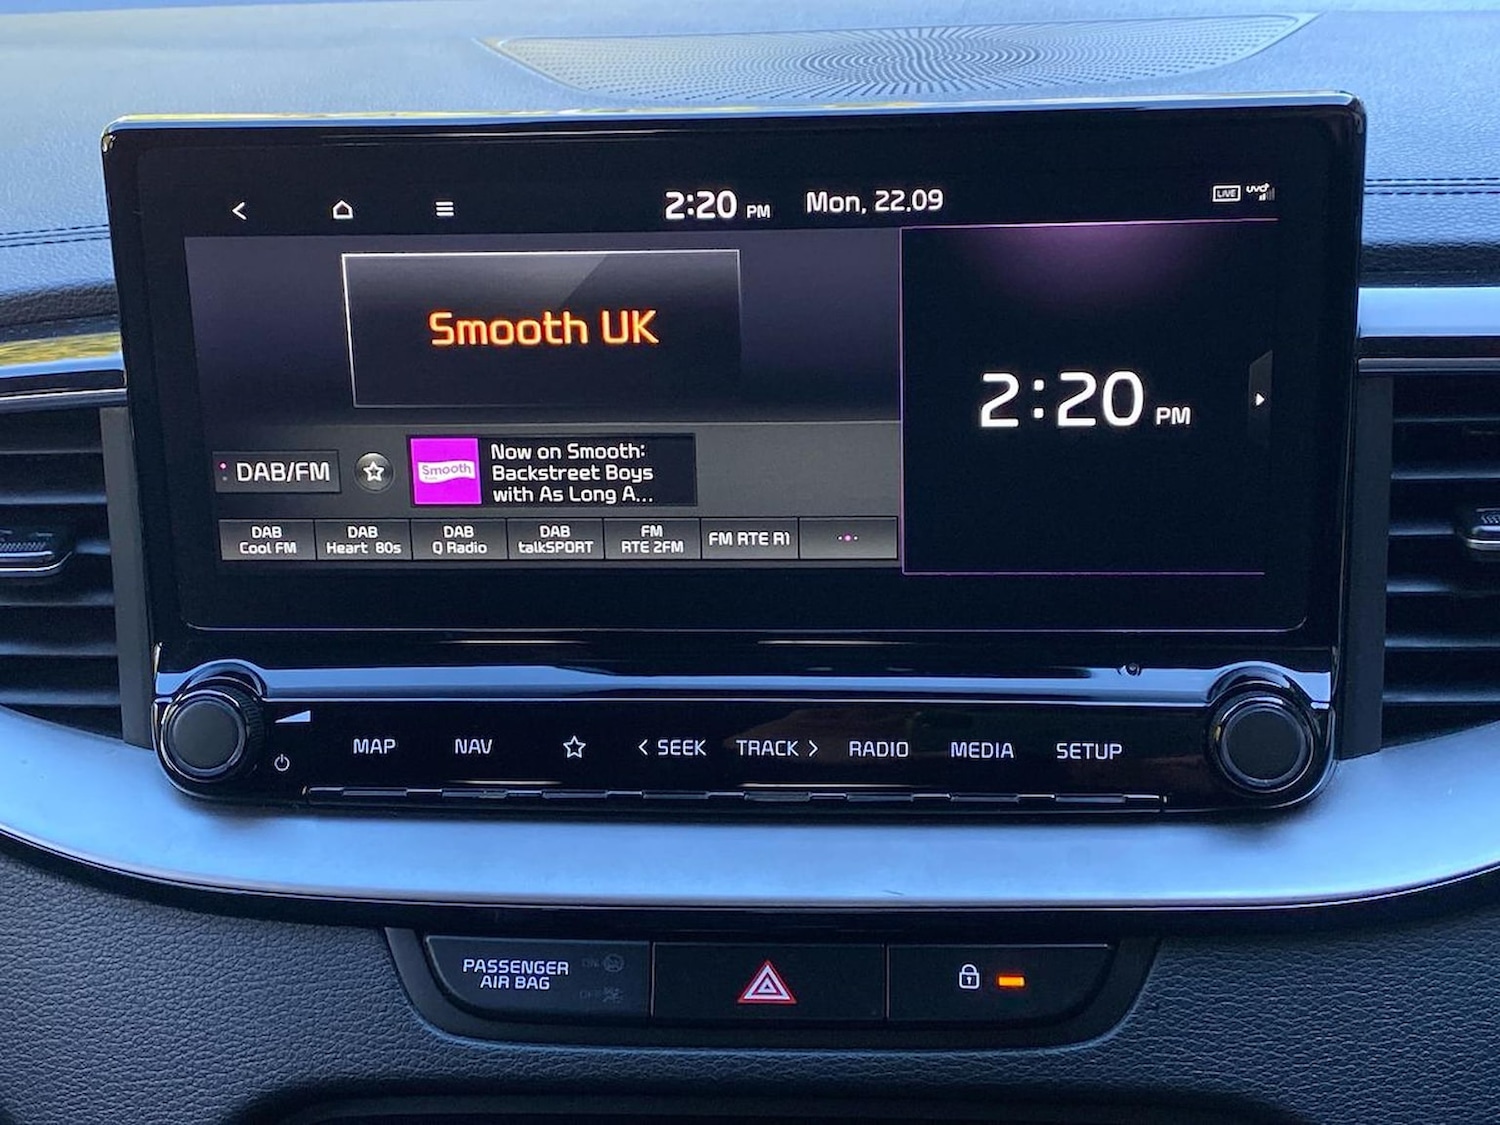 2:20 PM Mon, 22.09
LIVE UVO
Smooth UK
2:20 PM
DAB/FM
Smooth
Now on Smooth:
Backstreet Boys
with As Long A...
DAB
Cool FM
DAB
Heart 80s
DAB
Q Radio
DAB
talkSPORT
FM
RTE 2FM
FM RTE R1
MAP
NAV
< SEEK
TRACK >
RADIO
MEDIA
SETUP
PASSENGER
AIR BAG
ON
OFF